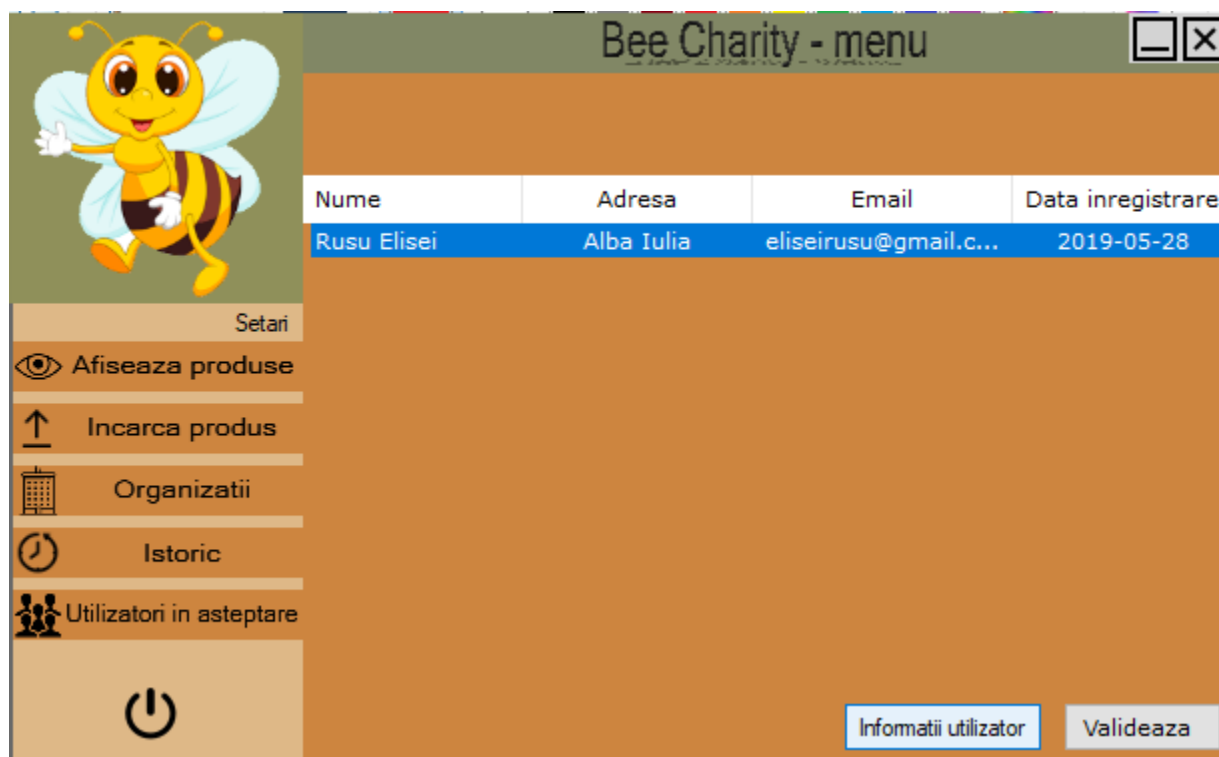 Bee Charity - menu
Nume Adresa Email Data inregistrare
Rusu Elisei Alba Iulia eliseirusu@gmail.c... 2019-05-28
Setari
Afiseaza produse
Incarca produs
Organizatii
Istoric
Utilizatori in asteptare
Informatii utilizator Valideaza